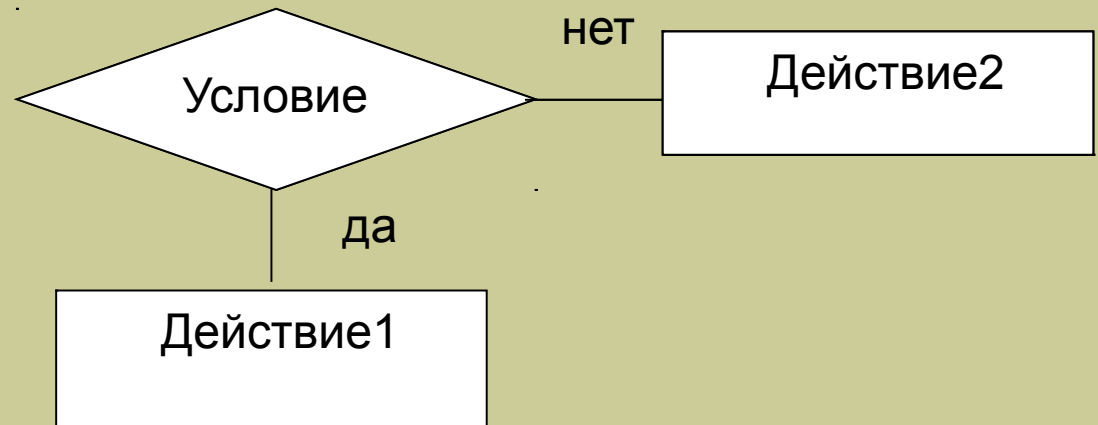 нет
Действие2
Условие
да
Действие1